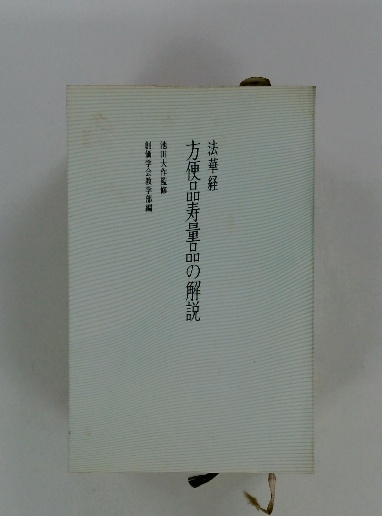 法華経
方便品寿量品の解説
池田大作監修
創価学会教学部編